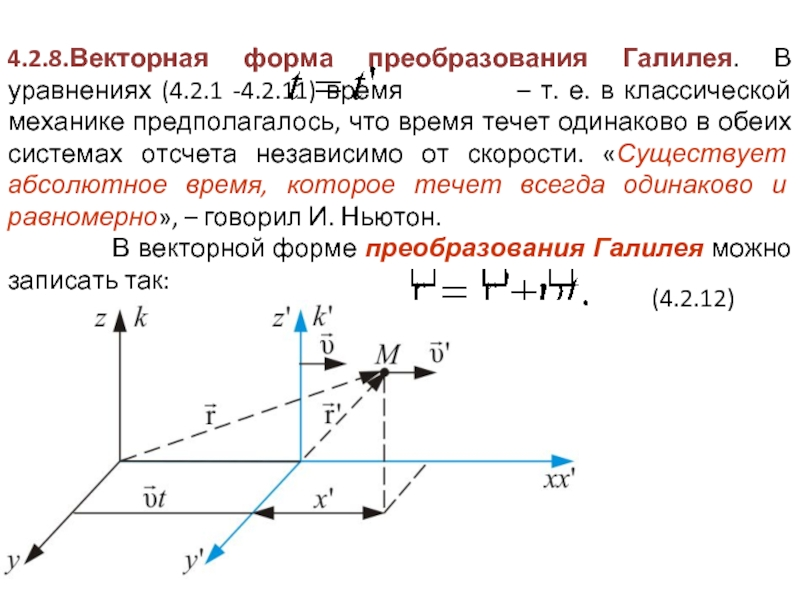 4.2.8.Векторная форма преобразования Галилея. В
уравнениях (4.2.1 -4.2.11) время t = t' – т. е. в классической
механике предполагалось, что время течет одинаково в обеих
системах отсчета независимо от скорости. «Существует
абсолютное время, которое течет всегда одинаково и
равномерно», – говорил И. Ньютон.
В векторной форме преобразования Галилея можно
записать так:
(4.2.12)
z k z' k'
υ⃗ M υ⃗'
r⃗ r⃗'
xx'
υ⃗t x'
y y'